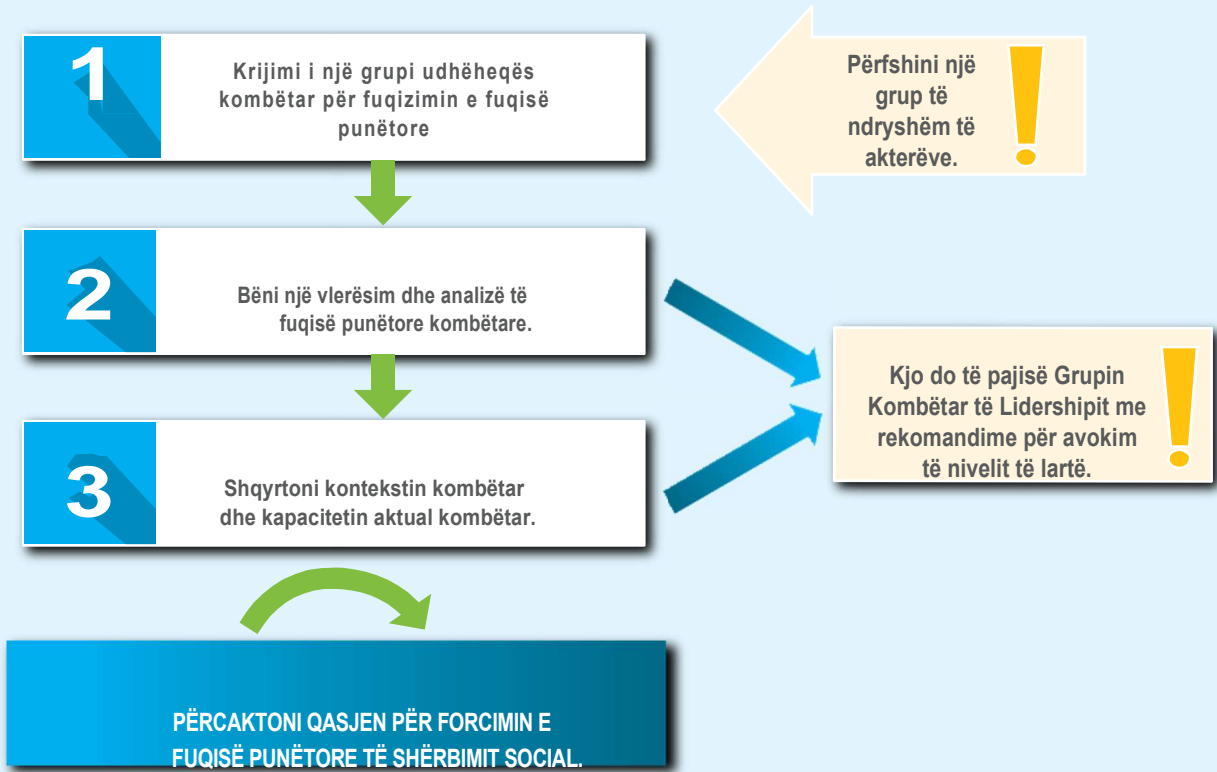 1
Krijimi i një grupi udhëheqës
kombëtar për fuqizimin e fuqisë
punëtore
Përfshini një
grup të
ndryshëm të
akterëve.
!
2
Bëni një vlerësim dhe analizë të
fuqisë punëtore kombëtare.
3
Shqyrtoni kontekstin kombëtar
dhe kapacitetin aktual kombëtar.
Kjo do të pajisë Grupin
Kombëtar të Lidershipit me
rekomandime për avokim
të nivelit të lartë.
!
PËRCAKTONI QASJEN PËR FORCIMIN E
FUQISË PUNËTORE TË SHËRBIMIT SOCIAL.